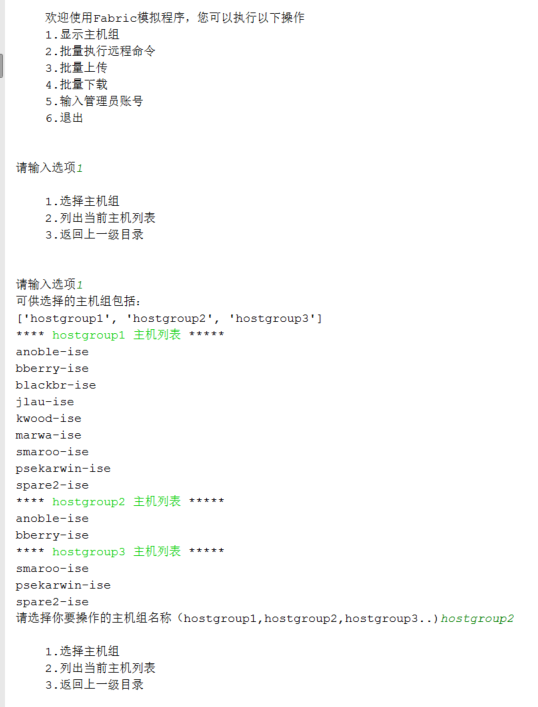 欢迎使用Fabric模拟程序，您可以执行以下操作
1.显示主机组
2.批量执行远程命令
3.批量上传
4.批量下载
5.输入管理员账号
6.退出
请输入选项1
1.选择主机组
2.列出当前主机列表
3.返回上一级目录
请输入选项1
可供选择的主机组包括：
['hostgroup1', 'hostgroup2', 'hostgroup3']
**** hostgroup1 主机列表 *****
anoble-ise
bberry-ise
blackbr-ise
jlau-ise
kwood-ise
marwa-ise
smaroo-ise
psekarwin-ise
spare2-ise
**** hostgroup2 主机列表 *****
anoble-ise
bberry-ise
**** hostgroup3 主机列表 *****
smaroo-ise
psekarwin-ise
spare2-ise
请选择你要操作的主机组名称（hostgroup1,hostgroup2,hostgroup3..)hostgroup2
1.选择主机组
2.列出当前主机列表
3.返回上一级目录